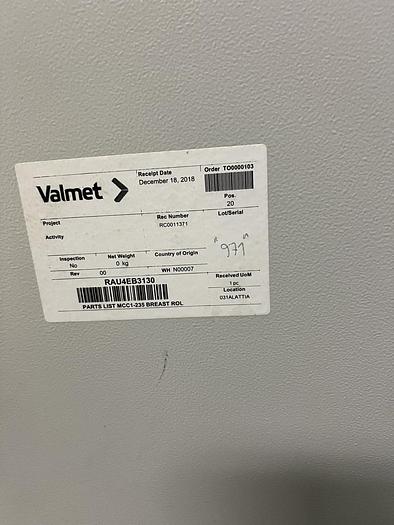 Valmet
Receipt Date
December 18, 2018
Order TO0000103
Pos.
20
Project
Rec Number
RC0011371
Lot/Serial
Activity
"971"
Inspection
No
Net Weight
0 kg
Country of Origin
Rev 00
WH N00007
Received UoM
1 pc
RAU4EB3130
Location
031ALATTIA
PARTS LIST MCC1-235 BREAST ROL